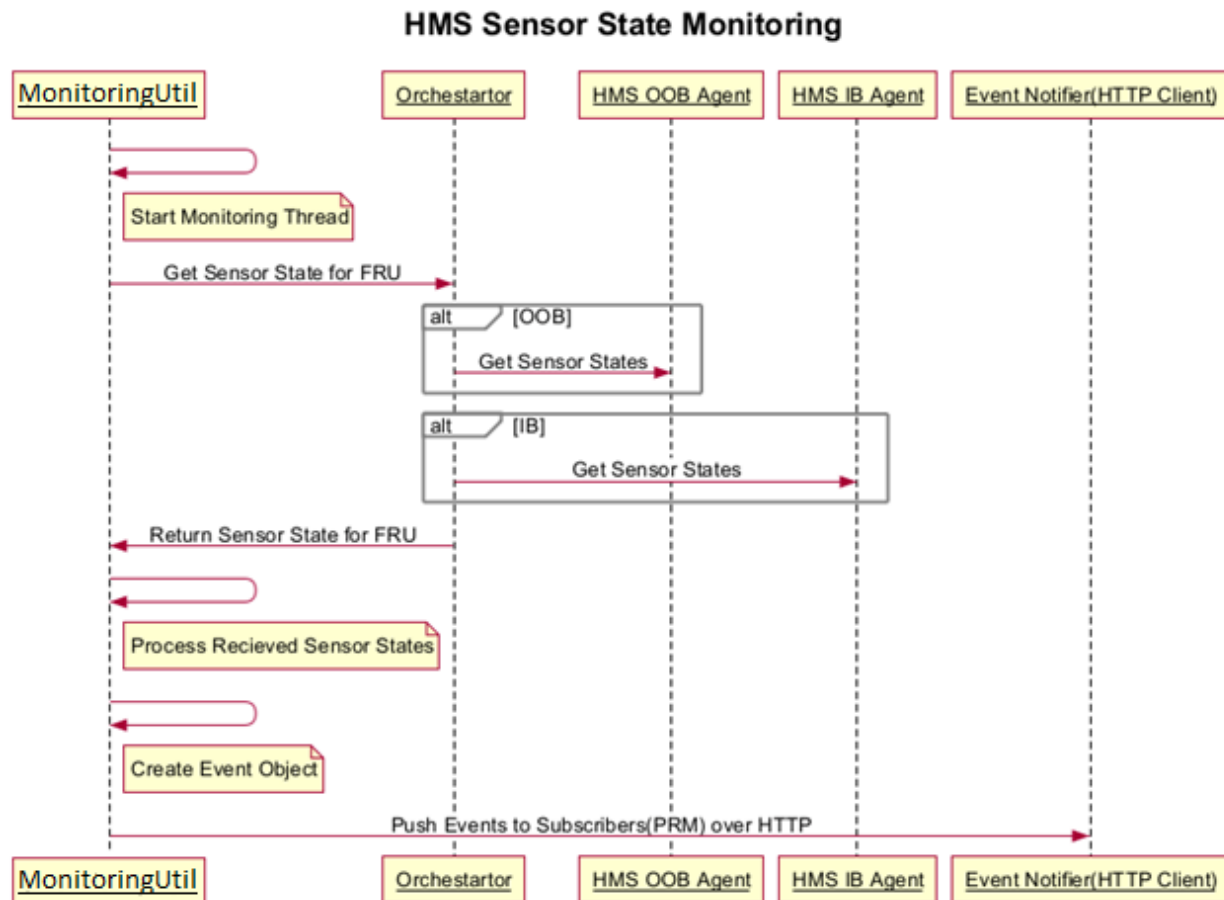 HMS Sensor State Monitoring
MonitoringUtil
Orchestartor
HMS OOB Agent
HMS IB Agent
Event Notifier(HTTP Client)
Start Monitoring Thread
Get Sensor State for FRU
alt
[OOB]
Get Sensor States
alt
[IB]
Get Sensor States
Return Sensor State for FRU
Process Recieved Sensor States
Create Event Object
Push Events to Subscribers(PRM) over HTTP
MonitoringUtil
Orchestartor
HMS OOB Agent
HMS IB Agent
Event Notifier(HTTP Client)